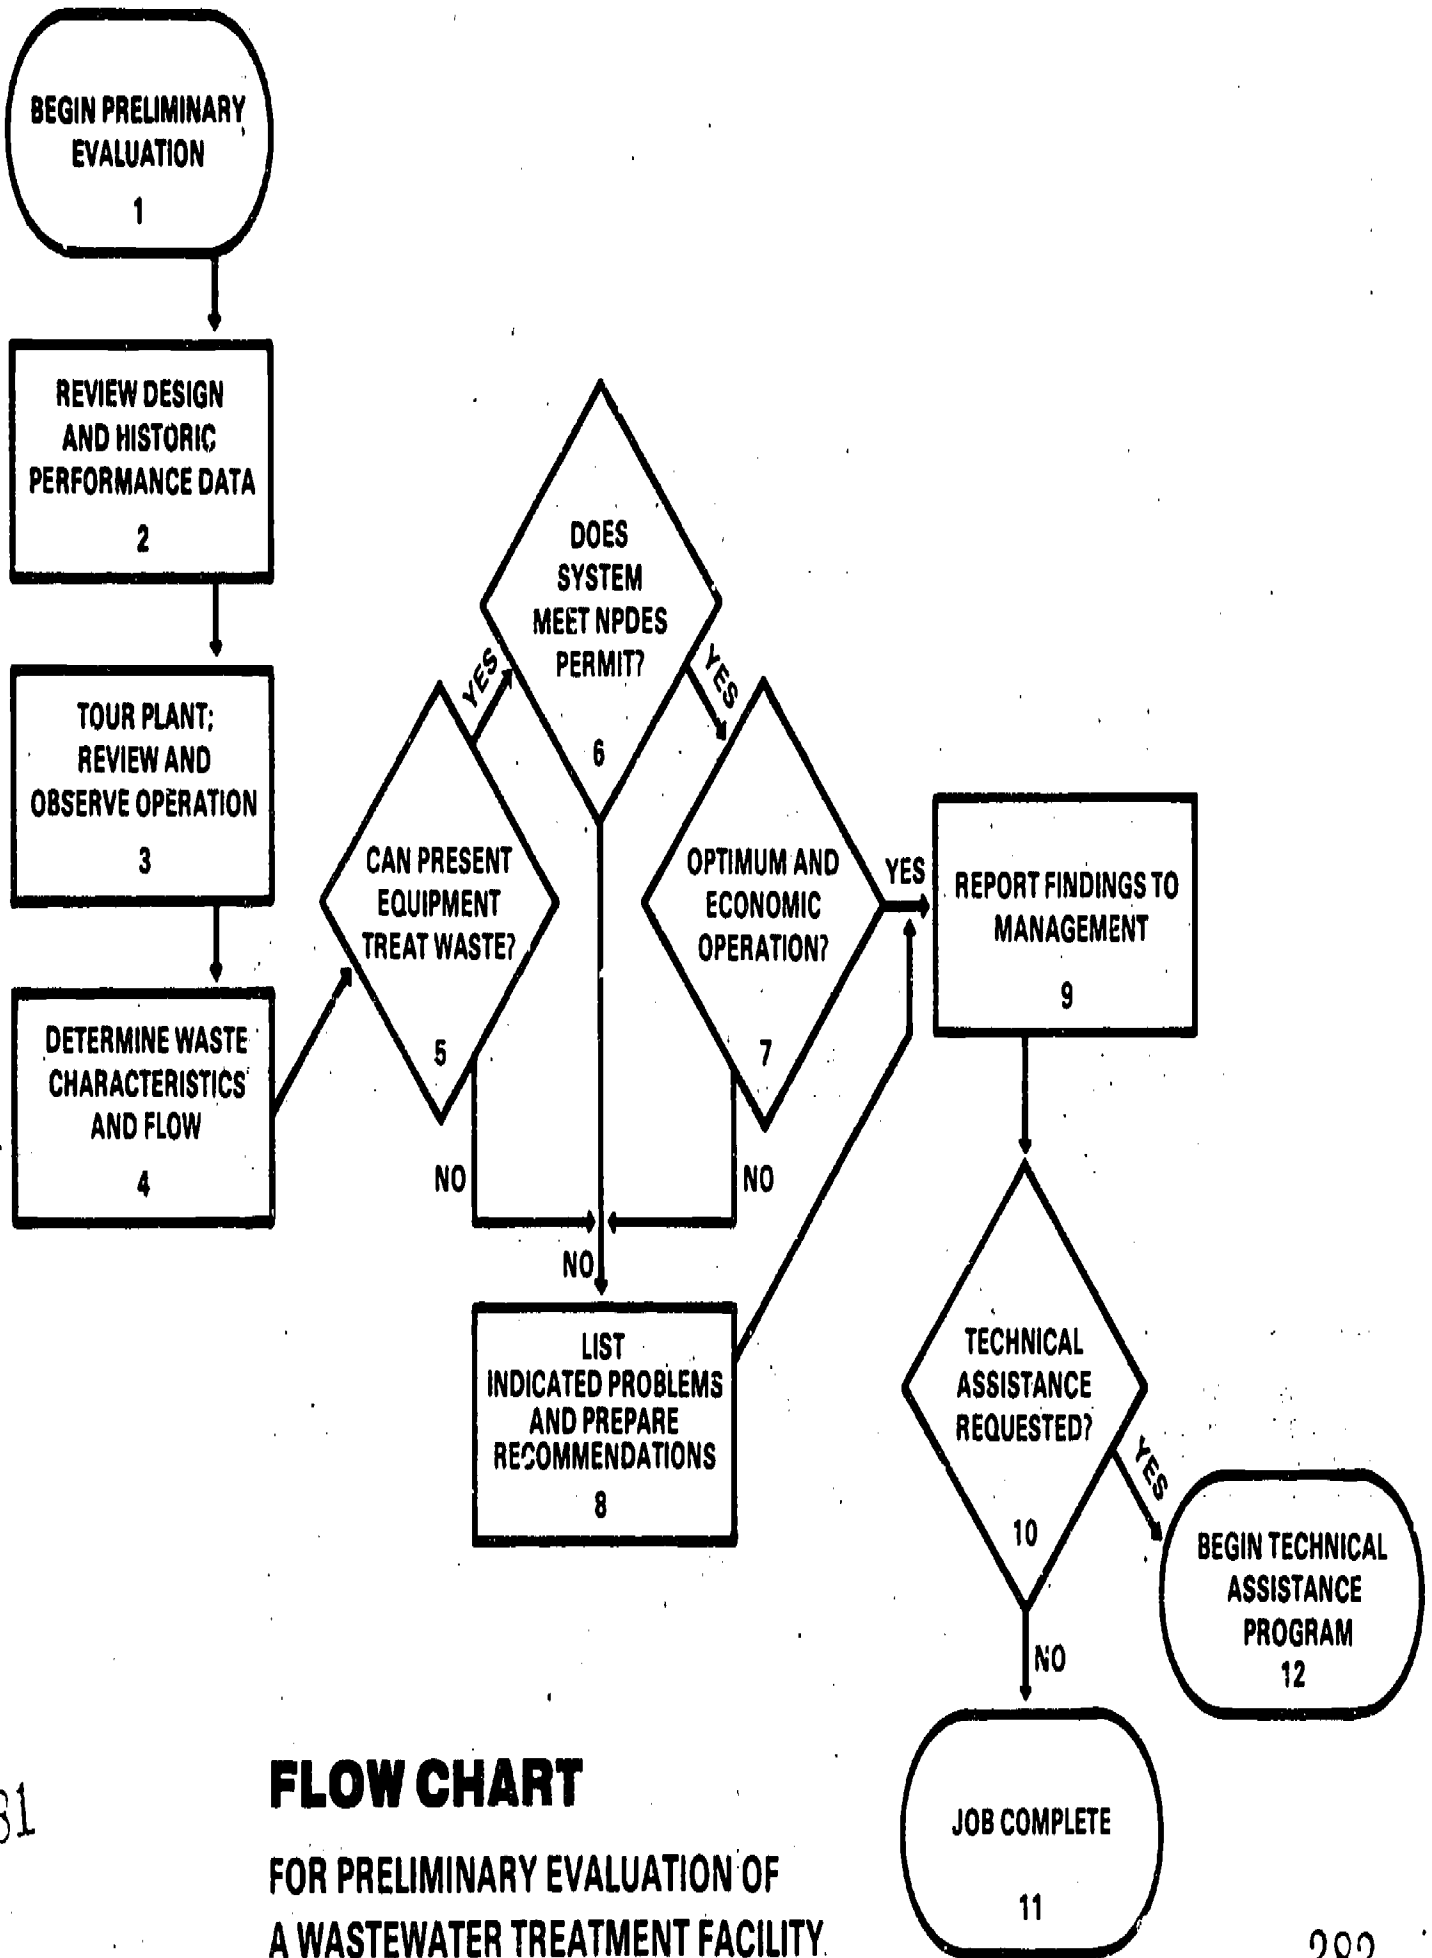 BEGIN PRELIMINARY
EVALUATION
1
REVIEW DESIGN
AND HISTORIC
PERFORMANCE DATA
2
TOUR PLANT;
REVIEW AND
OBSERVE OPERATION
3
DETERMINE WASTE
CHARACTERISTICS
AND FLOW
4
CAN PRESENT
EQUIPMENT
TREAT WASTE?
5
YES
NO
DOES
SYSTEM
MEET NPDES
PERMIT?
6
YES
NO
OPTIMUM AND
ECONOMIC
OPERATION?
7
YES
NO
LIST
INDICATED PROBLEMS
AND PREPARE
RECOMMENDATIONS
8
REPORT FINDINGS TO
MANAGEMENT
9
TECHNICAL
ASSISTANCE
REQUESTED?
10
YES
NO
JOB COMPLETE
11
BEGIN TECHNICAL
ASSISTANCE
PROGRAM
12
FLOW CHART
FOR PRELIMINARY EVALUATION OF
A WASTEWATER TREATMENT FACILITY